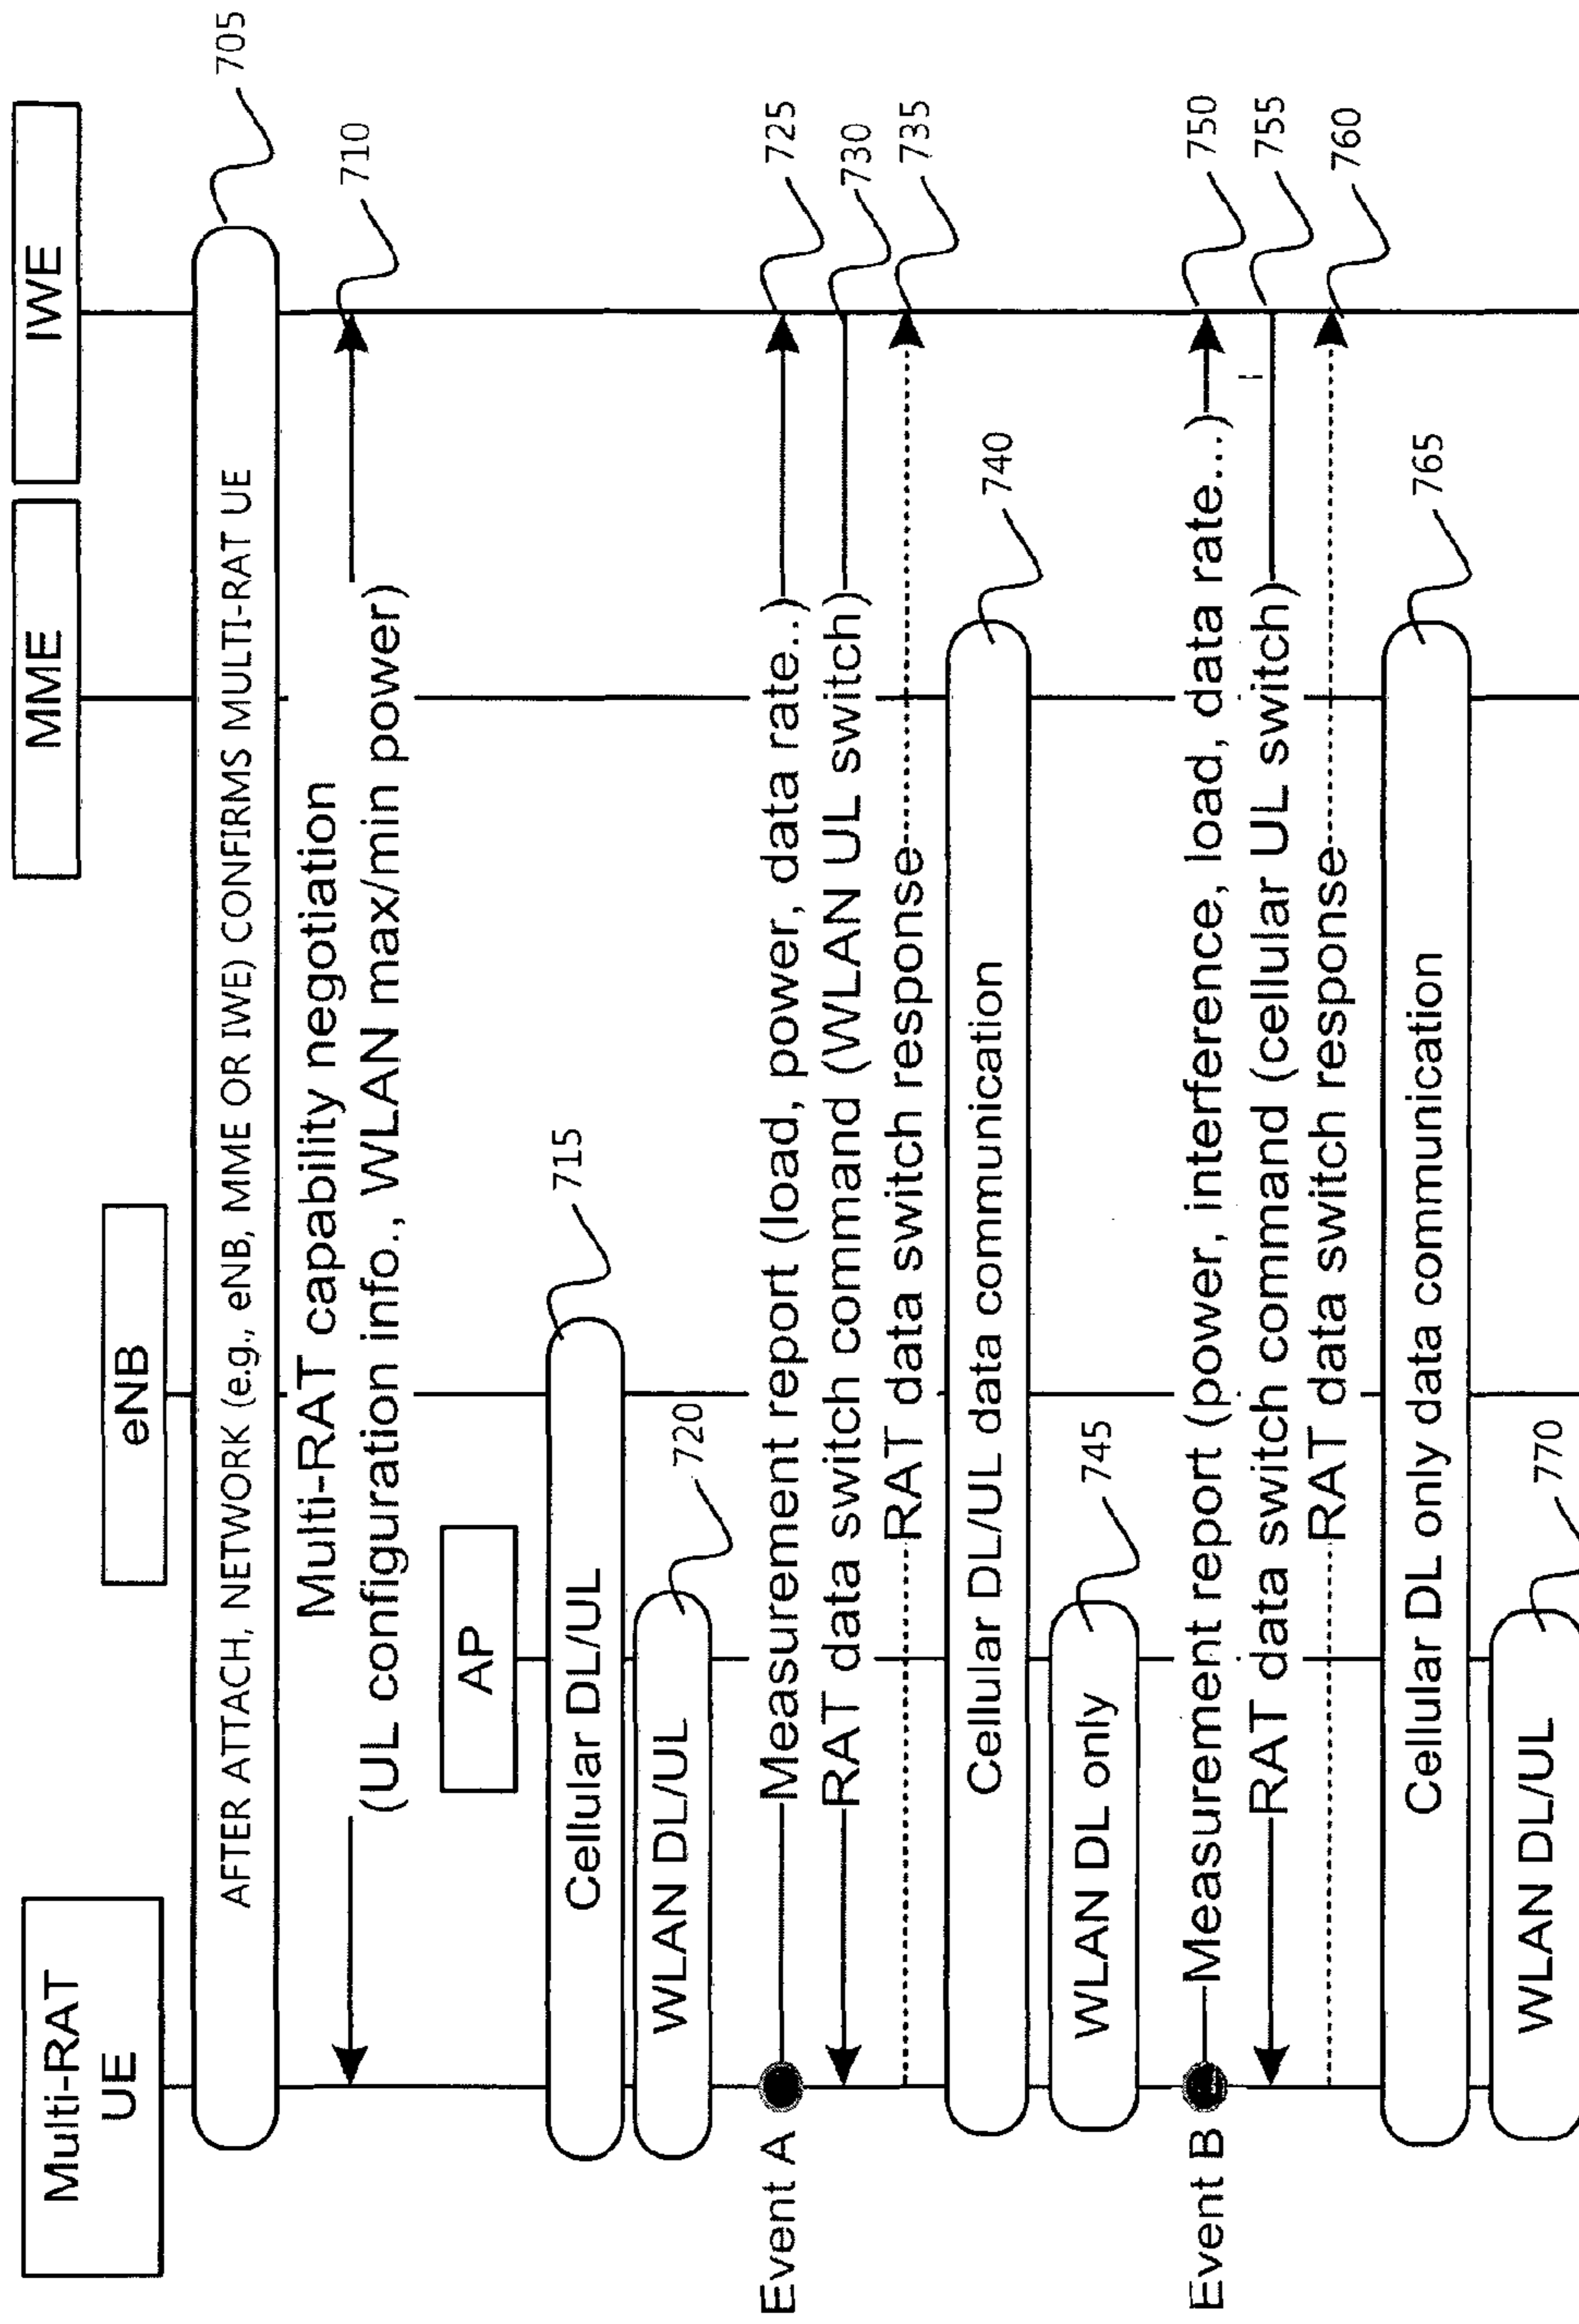 Multi-RAT
UE
eNB
MME
IWE
AFTER ATTACH, NETWORK (e.g., eNB, MME OR IWE) CONFIRMS MULTI-RAT UE
705
Multi-RAT capability negotiation
710
(UL configuration info., WLAN max/min power)
AP
Cellular DL/UL
715
WLAN DL/UL
720
Event A
Measurement report (load, power, data rate..)
725
RAT data switch command (WLAN UL switch)
730
RAT data switch response
735
Cellular DL/UL data communication
740
WLAN DL only
745
Event B
Measurement report (power, interference, load, data rate...)
750
RAT data switch command (cellular UL switch)
755
RAT data switch response
760
Cellular DL only data communication
765
WLAN DL/UL
770